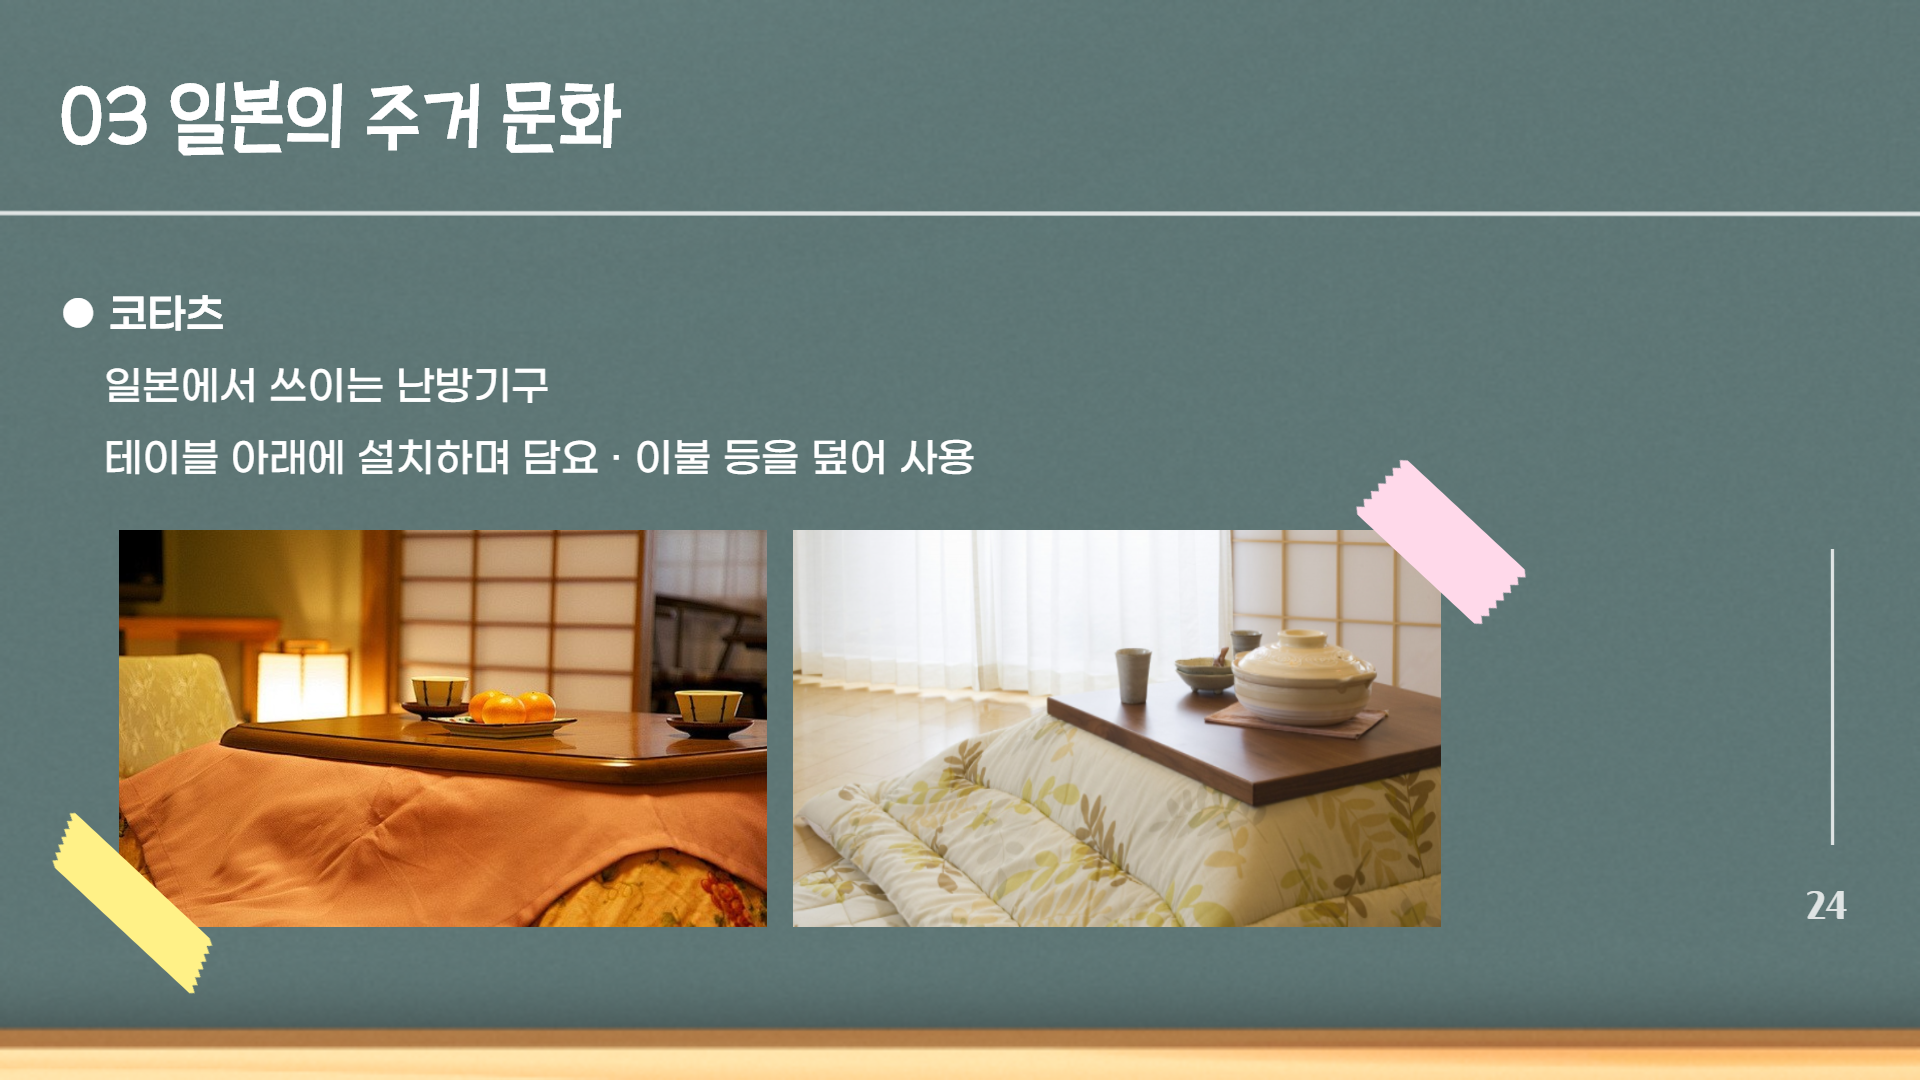 03 일본의 주거 문화
● 코타츠
일본에서 쓰이는 난방기구
테이블 아래에 설치하며 담요 · 이불 등을 덮어 사용
24